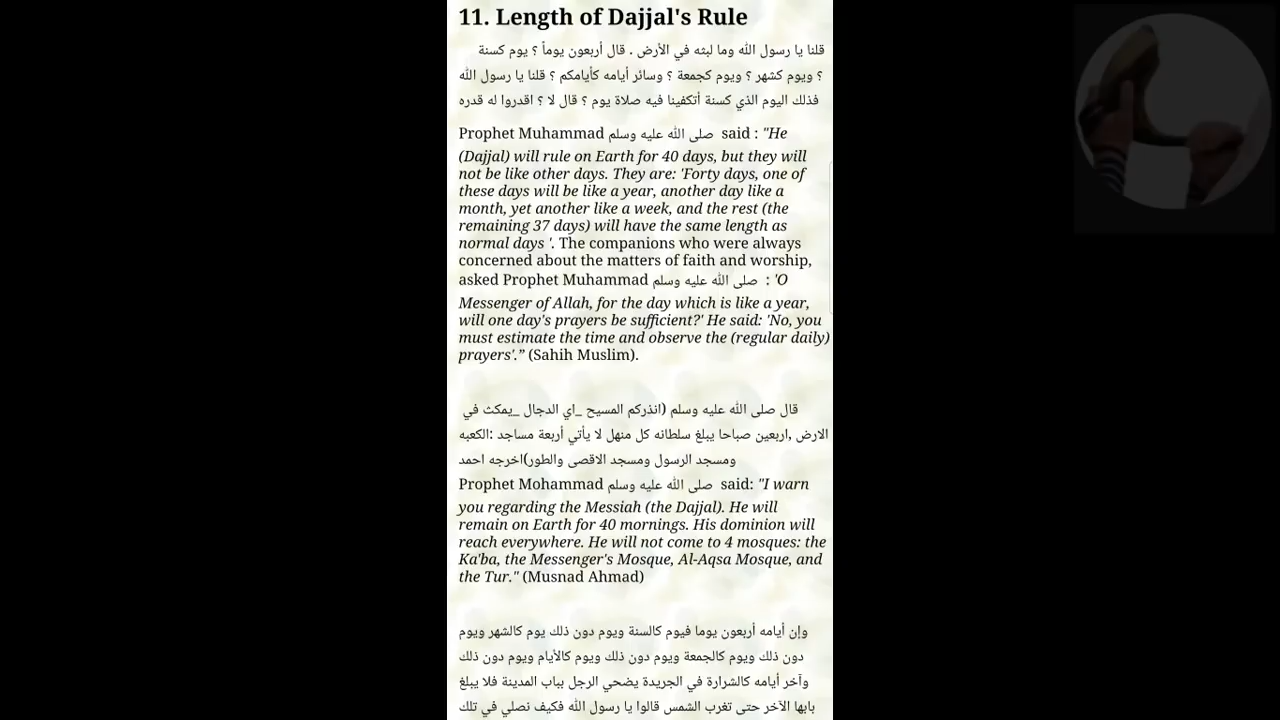 11. Length of Dajjal's Rule
قلنا يا رسول الله وما لبثه في الأرض . قال أربعون يوماً ؟ يوم كسنة
؟ ويوم كشهر ؟ ويوم كجمعة ؟ وسائر أيامه كأيامكم ؟ قلنا يا رسول الله
فذلك اليوم الذي كسنة أتكفينا فيه صلاة يوم ؟ قال لا ؟ اقدروا له قدره
Prophet Muhammad صلى الله عليه وسلم said : "He
(Dajjal) will rule on Earth for 40 days, but they will
not be like other days. They are: 'Forty days, one of
these days will be like a year, another day like a
month, yet another like a week, and the rest (the
remaining 37 days) will have the same length as
normal days '. The companions who were always
concerned about the matters of faith and worship,
asked Prophet Muhammad صلى الله عليه وسلم : 'O
Messenger of Allah, for the day which is like a year,
will one day's prayers be sufficient?' He said: 'No, you
must estimate the time and observe the (regular daily)
prayers'.” (Sahih Muslim).
قال صلى الله عليه وسلم (انذركم المسيح _اي الدجال _يمكث في
الارض ,اربعين صباحا يبلغ سلطانه كل منهل لا يأتي أربعة مساجد :الكعبه
ومسجد الرسول ومسجد الاقصى والطور)اخرجه احمد
Prophet Mohammad صلى الله عليه وسلم said: "I warn
you regarding the Messiah (the Dajjal). He will
remain on Earth for 40 mornings. His dominion will
reach everywhere. He will not come to 4 mosques: the
Ka'ba, the Messenger's Mosque, Al-Aqsa Mosque, and
the Tur." (Musnad Ahmad)
وإن أيامه أربعون يوما فيوم كالسنة ويوم دون ذلك يوم كالشهر ويوم
دون ذلك ويوم كالجمعة ويوم دون ذلك ويوم كالأيام ويوم دون ذلك
وآخر أيامه كالشرارة في الجريدة يضحي الرجل بباب المدينة فلا يبلغ
بابها الآخر حتى تغرب الشمس قالوا يا رسول الله فكيف نصلي في تلك